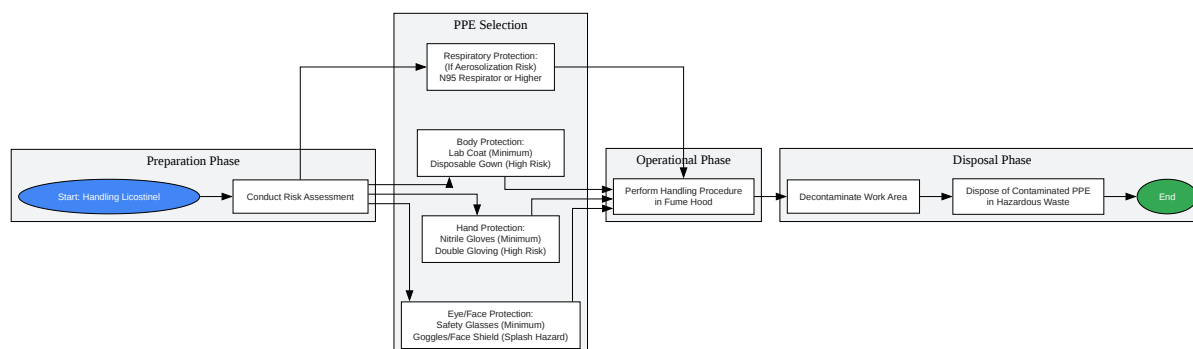 PPE Selection
Respiratory Protection:
(If Aerosolization Risk)
N95 Respirator or Higher
Body Protection:
Lab Coat (Minimum)
Disposable Gown (High Risk)
Preparation Phase
Operational Phase
Disposal Phase
Start: Handling Licostinel
Conduct Risk Assessment
Perform Handling Procedure
in Fume Hood
Decontaminate Work Area
Dispose of Contaminated PPE
in Hazardous Waste
End
Hand Protection:
Nitrile Gloves (Minimum)
Double Gloving (High Risk)
Eye/Face Protection:
Safety Glasses (Minimum)
Goggles/Face Shield (Splash Hazard)